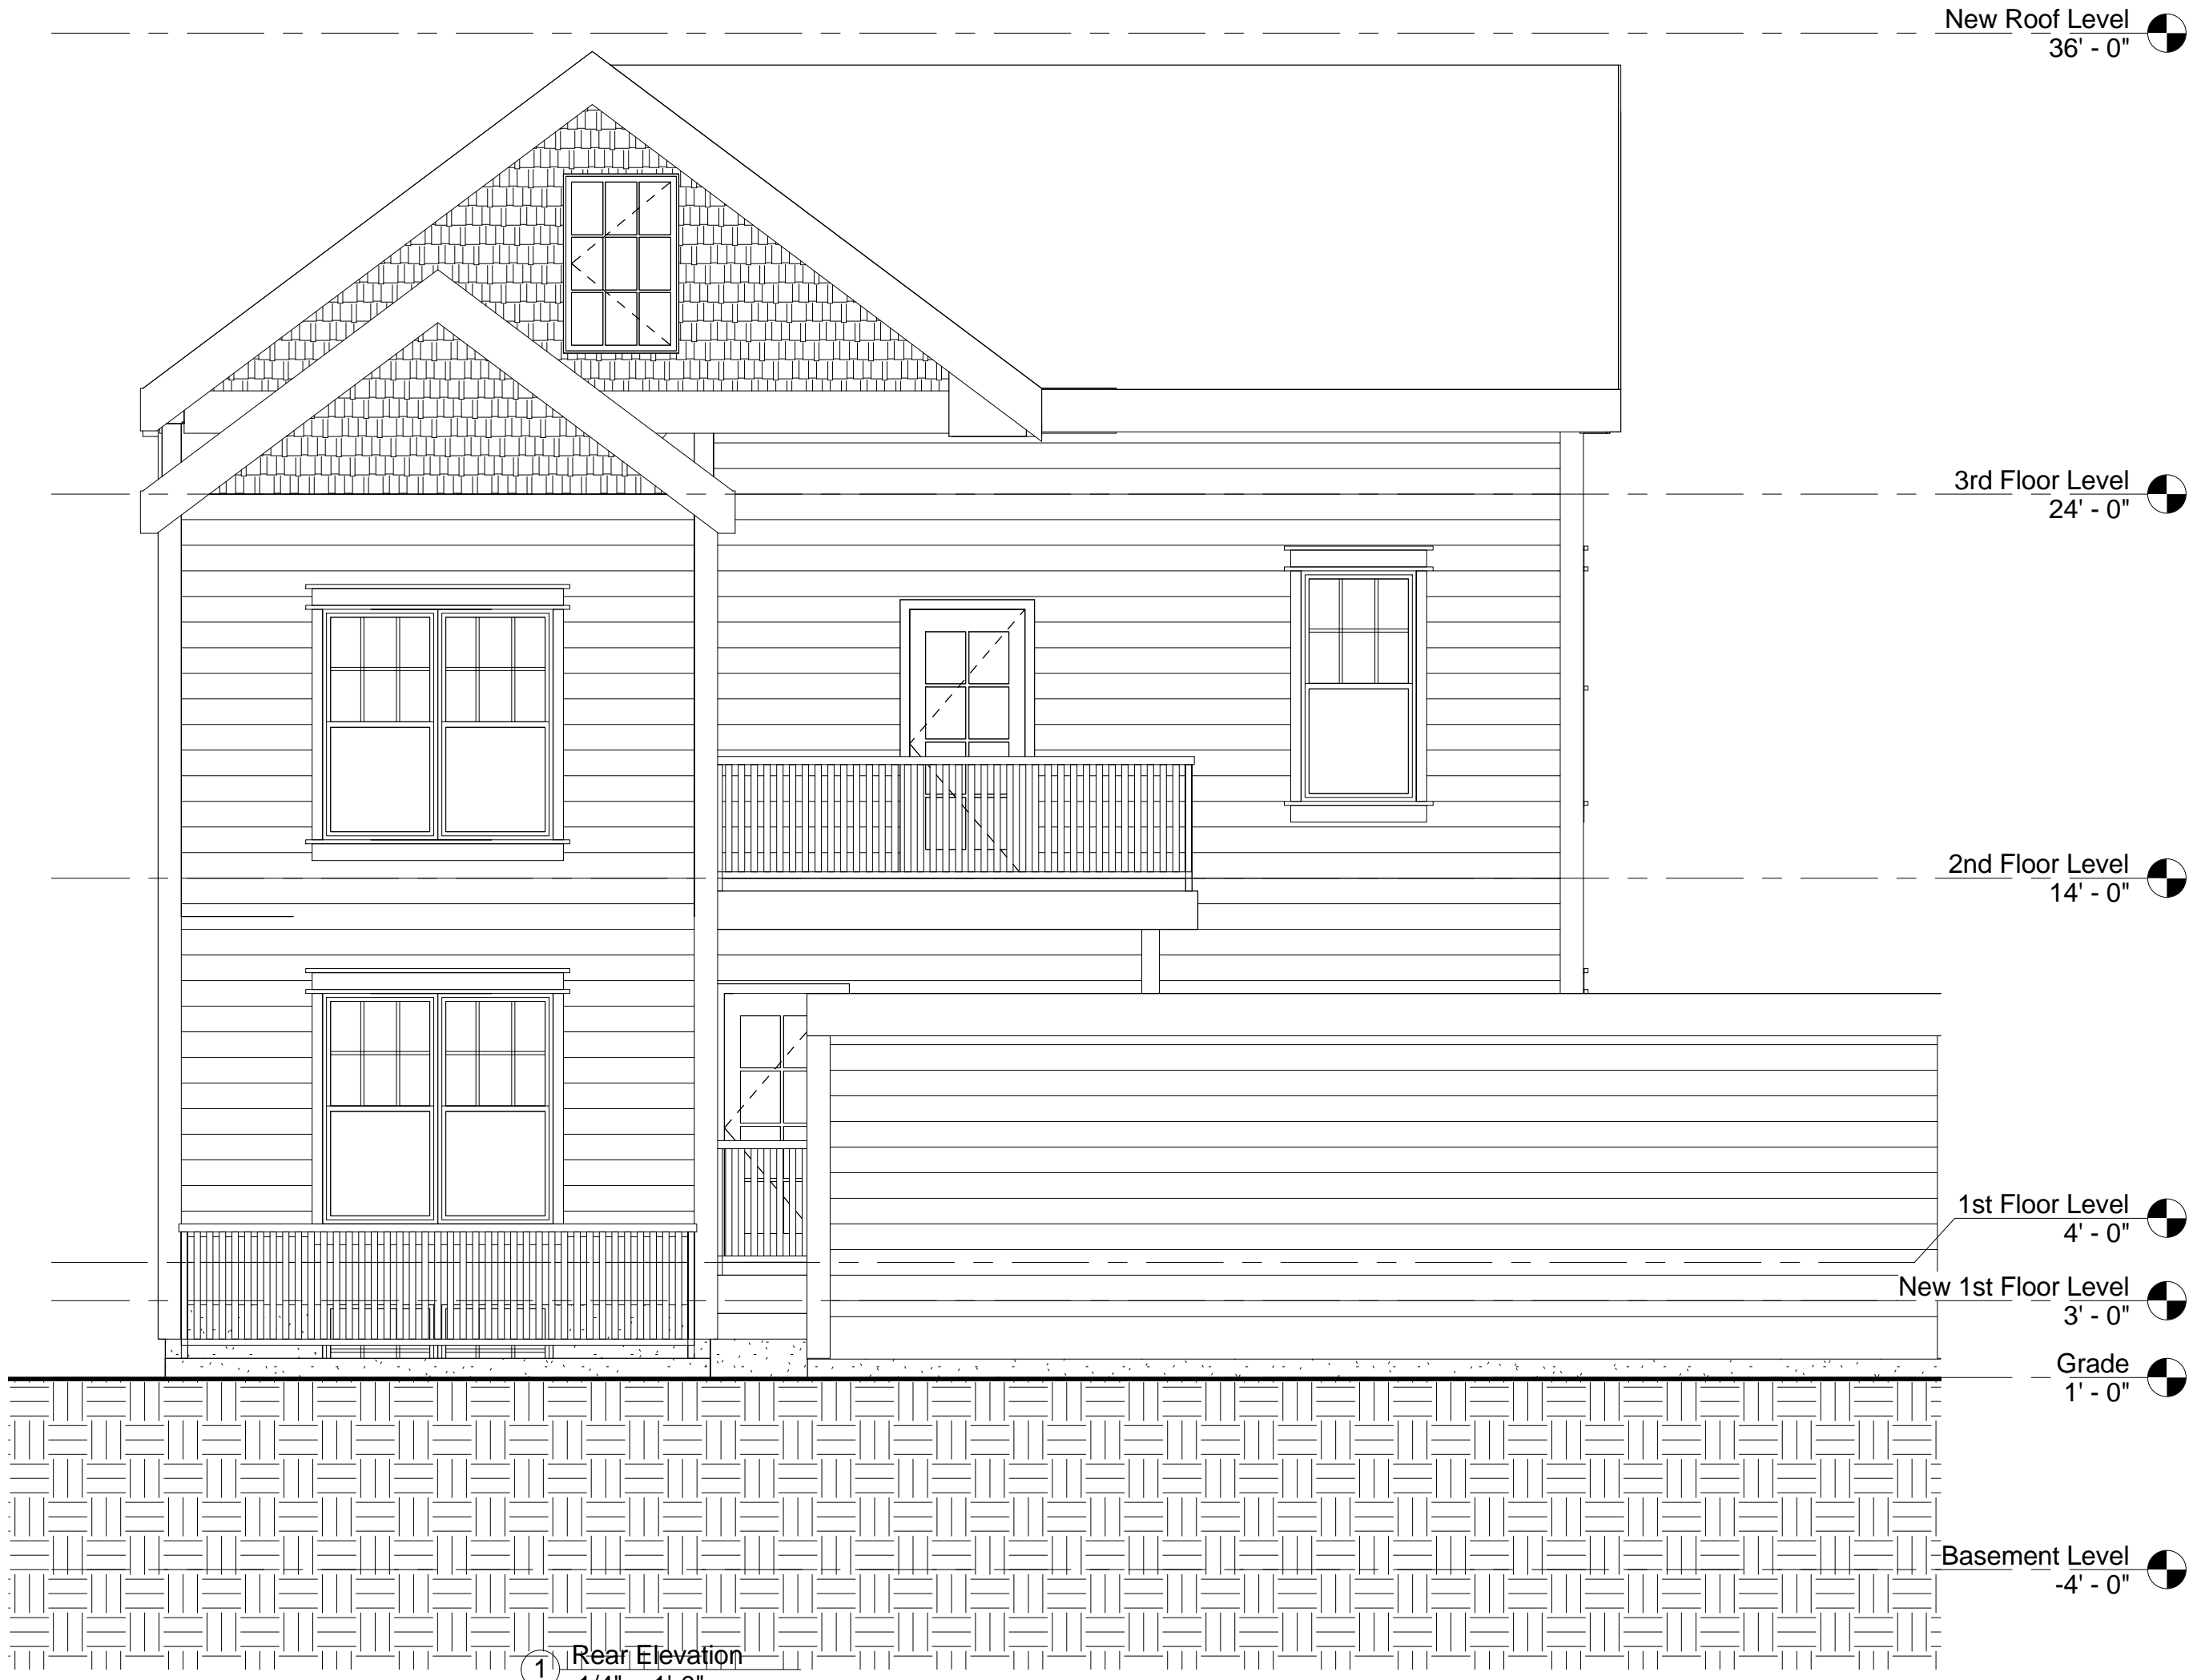 New Roof Level
36' - 0"
3rd Floor Level
24' - 0"
2nd Floor Level
14' - 0"
1st Floor Level
4' - 0"
New 1st Floor Level
3' - 0"
Grade
1' - 0"
Basement Level
-4' - 0"
1
Rear Elevation